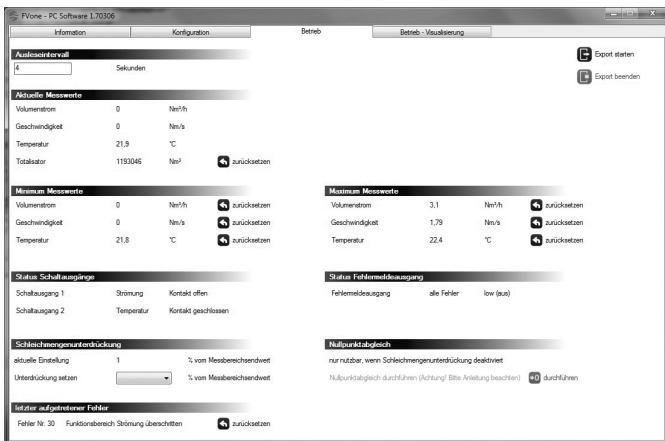 FVone - PC Software 1.70306
Information Konfiguration Betrieb Betrieb - Visualisierung
Ausleseintervall
4 Sekunden
Export starten
Export beenden
Aktuelle Messwerte
Volumenstrom 0 Nm³/h
Geschwindigkeit 0 Nm/s
Temperatur 21,9 °C
Totalisator 1193046 Nm³ zurücksetzen
Minimum Messwerte
Volumenstrom 0 Nm³/h zurücksetzen
Geschwindigkeit 0 Nm/s zurücksetzen
Temperatur 21,8 °C zurücksetzen
Maximum Messwerte
Volumenstrom 3,1 Nm³/h zurücksetzen
Geschwindigkeit 1,79 Nm/s zurücksetzen
Temperatur 22,4 °C zurücksetzen
Status Schaltausgänge
Schaltausgang 1 Strömung Kontakt offen
Schaltausgang 2 Temperatur Kontakt geschlossen
Status Fehlermeldeausgang
Fehlermeldeausgang alle Fehler low (aus)
Schleichmengenunterdrückung
aktuelle Einstellung 1 % vom Messbereichsendwert
Unterdrückung setzen % vom Messbereichsendwert
Nullpunktabgleich
nur nutzbar, wenn Schleichmengenunterdrückung deaktiviert
Nullpunktabgleich durchführen (Achtung! Bitte Anleitung beachten) +0 durchführen
letzter aufgetretener Fehler
Fehler Nr. 30 Funktionsbereich Strömung überschritten zurücksetzen